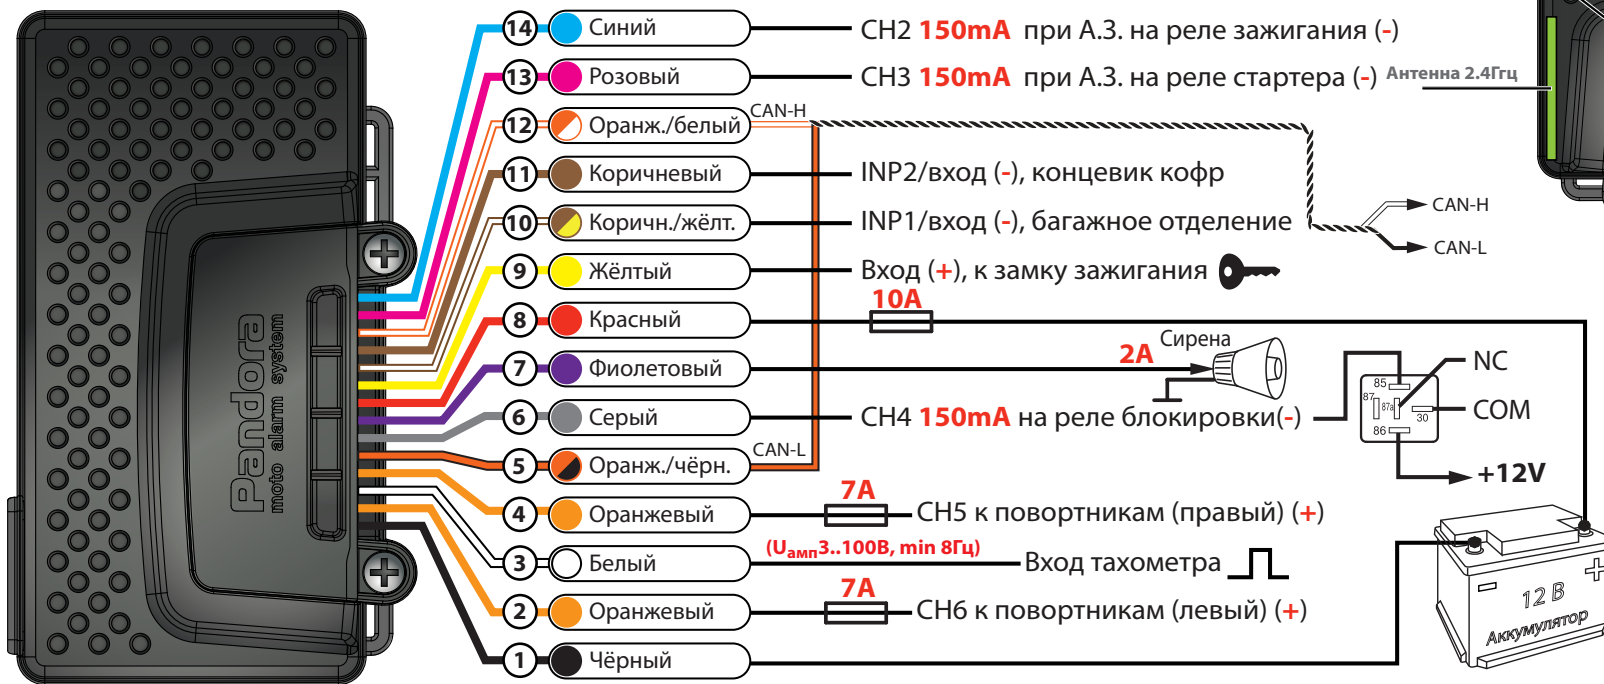 14 Синий CH2 150mA при А.З. на реле зажигания (-)
13 Розовый CH3 150mA при А.З. на реле стартера (-) Антенна 2.4Ггц
12 Оранж./белый CAN-H
11 Коричневый INP2/вход (-), концевик кофр
10 Коричн./жёлт. INP1/вход (-), багажное отделение
CAN-H
CAN-L
9 Жёлтый Вход (+), к замку зажигания
10A
8 Красный
7 Фиолетовый 2A Сирена
6 Серый CH4 150mA на реле блокировки(-)
85
87
87a
30
86
NC
COM
+12V
5 Оранж./чёрн. CAN-L
7A
4 Оранжевый CH5 к повортникам (правый) (+)
3 Белый (Uамп3..100В, min 8Гц) Вход тахометра
7A
2 Оранжевый CH6 к повортникам (левый) (+)
1 Чёрный
12 В
Аккумулятор
Pandora
moto alarm system